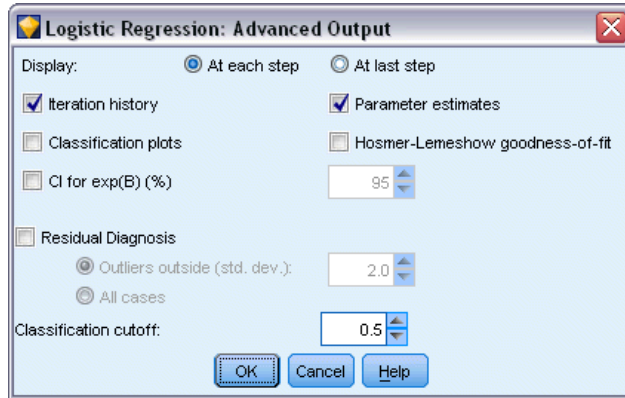 Logistic Regression: Advanced Output
Display: At each step At last step
Iteration history Parameter estimates
Classification plots Hosmer-Lemeshow goodness-of-fit
CI for exp(B) (%) 95
Residual Diagnosis
Outliers outside (std. dev.): 2.0
All cases
Classification cutoff: 0.5
OK Cancel Help